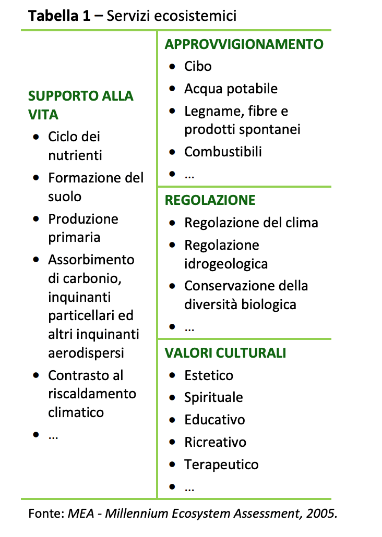 Tabella 1 – Servizi ecosistemici
SUPPORTO ALLA
VITA
• Ciclo dei
nutrienti
• Formazione del
suolo
• Produzione
primaria
• Assorbimento
di carbonio,
inquinanti
particellari ed
altri inquinanti
aerodispersi
• Contrasto al
riscaldamento
climatico
• ...
APPROVVIGIONAMENTO
• Cibo
• Acqua potabile
• Legname, fibre e
prodotti spontanei
• Combustibili
• ...
REGOLAZIONE
• Regolazione del clima
• Regolazione
idrogeologica
• Conservazione della
diversità biologica
• ...
VALORI CULTURALI
• Estetico
• Spirituale
• Educativo
• Ricreativo
• Terapeutico
• ...
Fonte: MEA - Millennium Ecosystem Assessment, 2005.